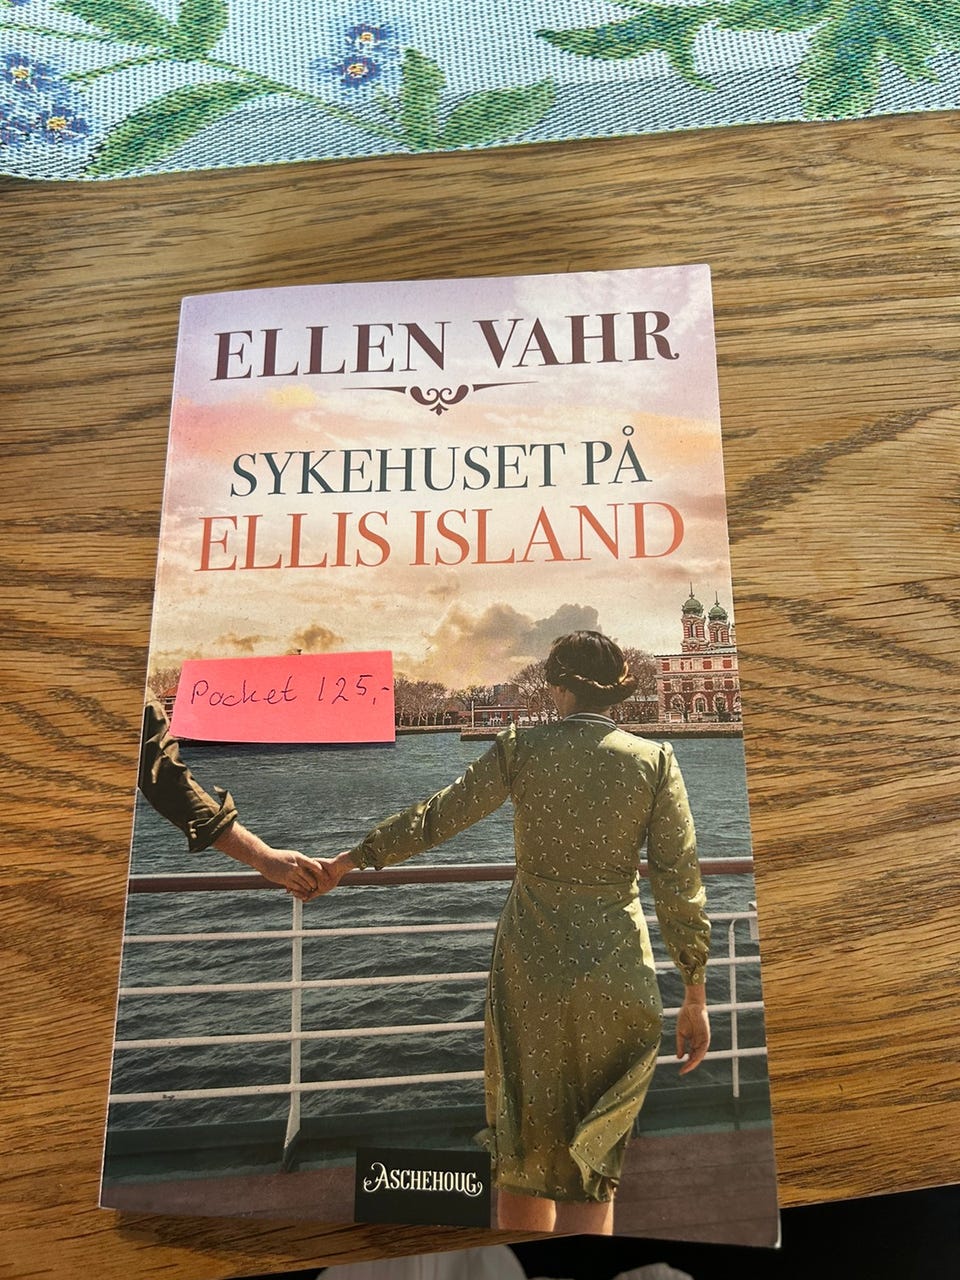 ELLEN VAHR
SYKEHUSET PÅ
ELLIS ISLAND
Pocket 125,-
ASCHEHOUG